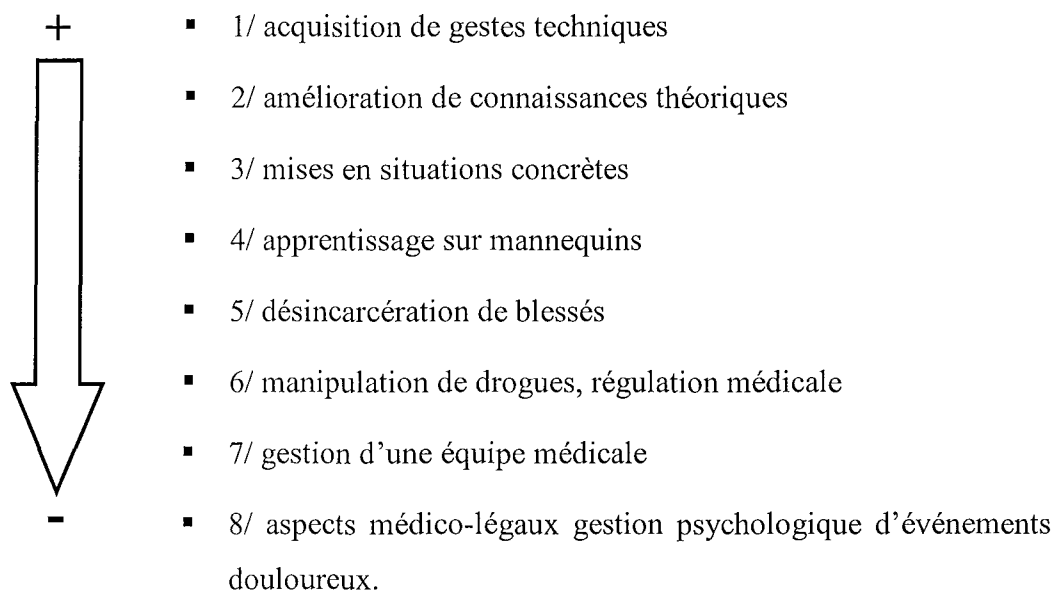 +
▪ 1/ acquisition de gestes techniques
▪ 2/ amélioration de connaissances théoriques
▪ 3/ mises en situations concrètes
▪ 4/ apprentissage sur mannequins
▪ 5/ désincarcération de blessés
▪ 6/ manipulation de drogues, régulation médicale
▪ 7/ gestion d’une équipe médicale
-
▪ 8/ aspects médico-légaux gestion psychologique d’événements
douloureux.